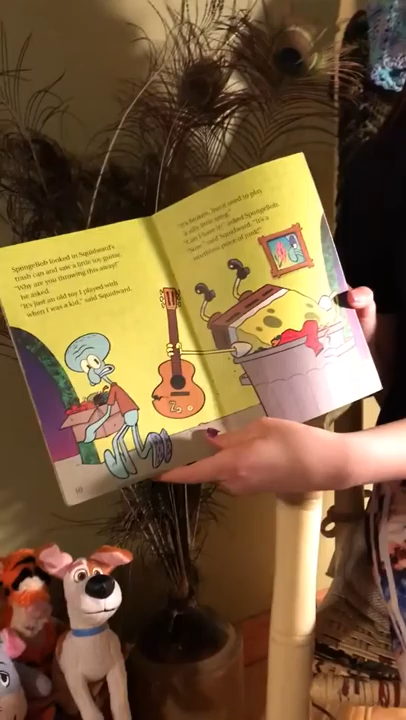 SpongeBob looked in Squidward's
trash can and saw a little toy guitar.
"Why are you throwing this away?"
he asked.
"It's just an old toy I played with
when I was a kid," said Squidward.
"It's broken, but it used to play
a silly little song."
"Can I have it?" asked SpongeBob.
"Sure," said Squidward. "It's a
worthless piece of junk!"
10